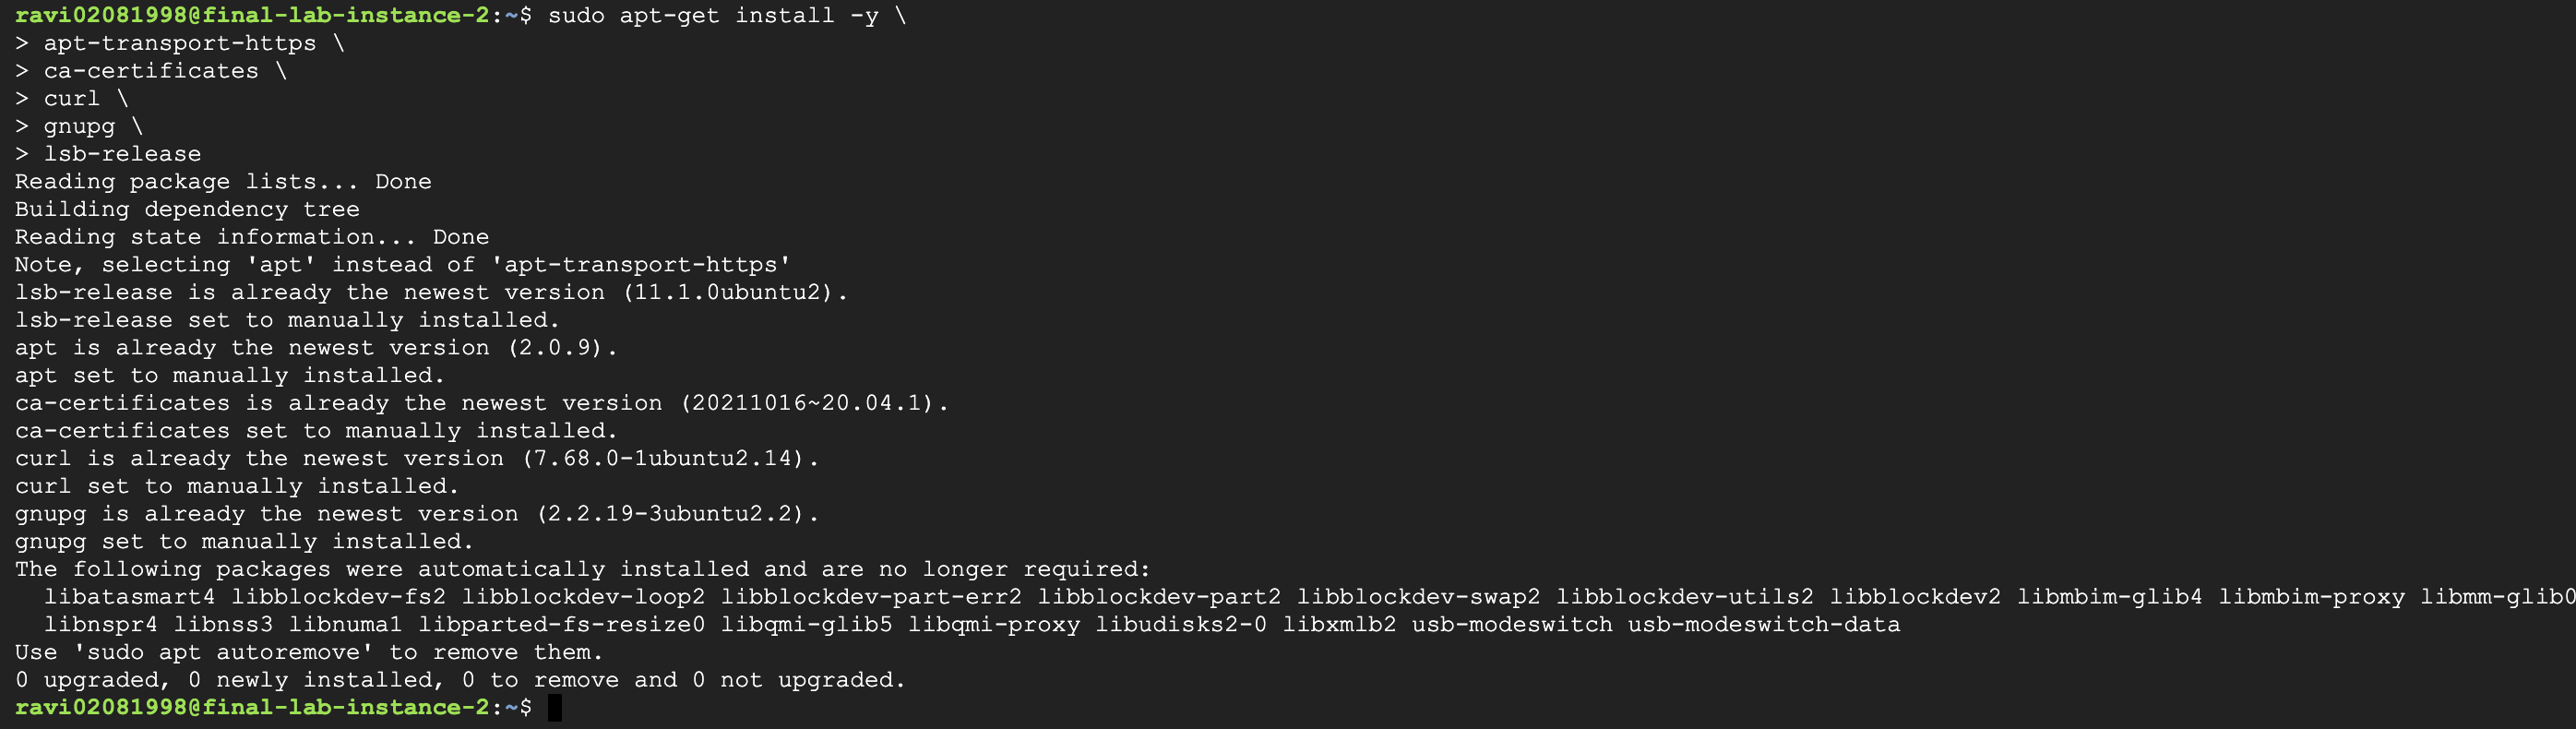 ravi02081998@final-lab-instance-2:~$ sudo apt-get install -y \
> apt-transport-https \
> ca-certificates \
> curl \
> gnupg \
> lsb-release
Reading package lists... Done
Building dependency tree
Reading state information... Done
Note, selecting 'apt' instead of 'apt-transport-https'
lsb-release is already the newest version (11.1.0ubuntu2).
lsb-release set to manually installed.
apt is already the newest version (2.0.9).
apt set to manually installed.
ca-certificates is already the newest version (20211016~20.04.1).
ca-certificates set to manually installed.
curl is already the newest version (7.68.0-1ubuntu2.14).
curl set to manually installed.
gnupg is already the newest version (2.2.19-3ubuntu2.2).
gnupg set to manually installed.
The following packages were automatically installed and are no longer required:
  libatasmart4 libblockdev-fs2 libblockdev-loop2 libblockdev-part-err2 libblockdev-part2 libblockdev-swap2 libblockdev-utils2 libblockdev2 libmbim-glib4 libmbim-proxy libmm-glib0
  libnspr4 libnss3 libnuma1 libparted-fs-resize0 libqmi-glib5 libqmi-proxy libudisks2-0 libxmlb2 usb-modeswitch usb-modeswitch-data
Use 'sudo apt autoremove' to remove them.
0 upgraded, 0 newly installed, 0 to remove and 0 not upgraded.
ravi02081998@final-lab-instance-2:~$